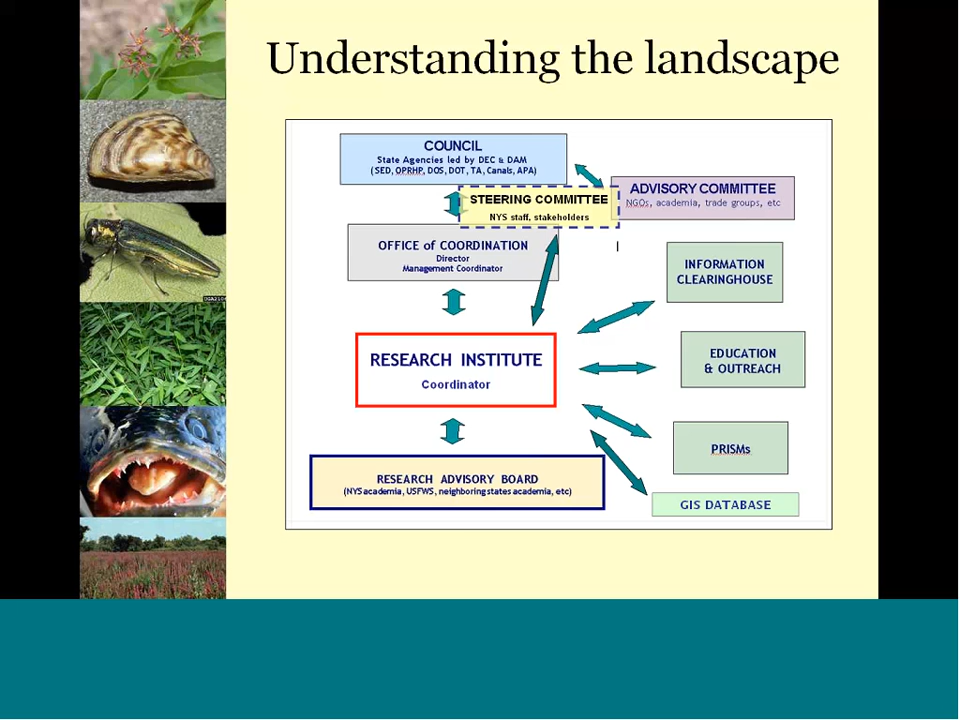 Understanding the landscape
COUNCIL
State Agencies led by DEC & DAM
(SED, OPRHP, DOS, DOT, TA, Canals, APA)
ADVISORY COMMITTEE
NGOs, academia, trade groups, etc
STEERING COMMITTEE
NYS staff, stakeholders
OFFICE of COORDINATION
Director
Management Coordinator
INFORMATION
CLEARINGHOUSE
RESEARCH INSTITUTE
Coordinator
EDUCATION
& OUTREACH
PRISMs
RESEARCH ADVISORY BOARD
(NYS academia, USFWS, neighboring states academia, etc)
GIS DATABASE